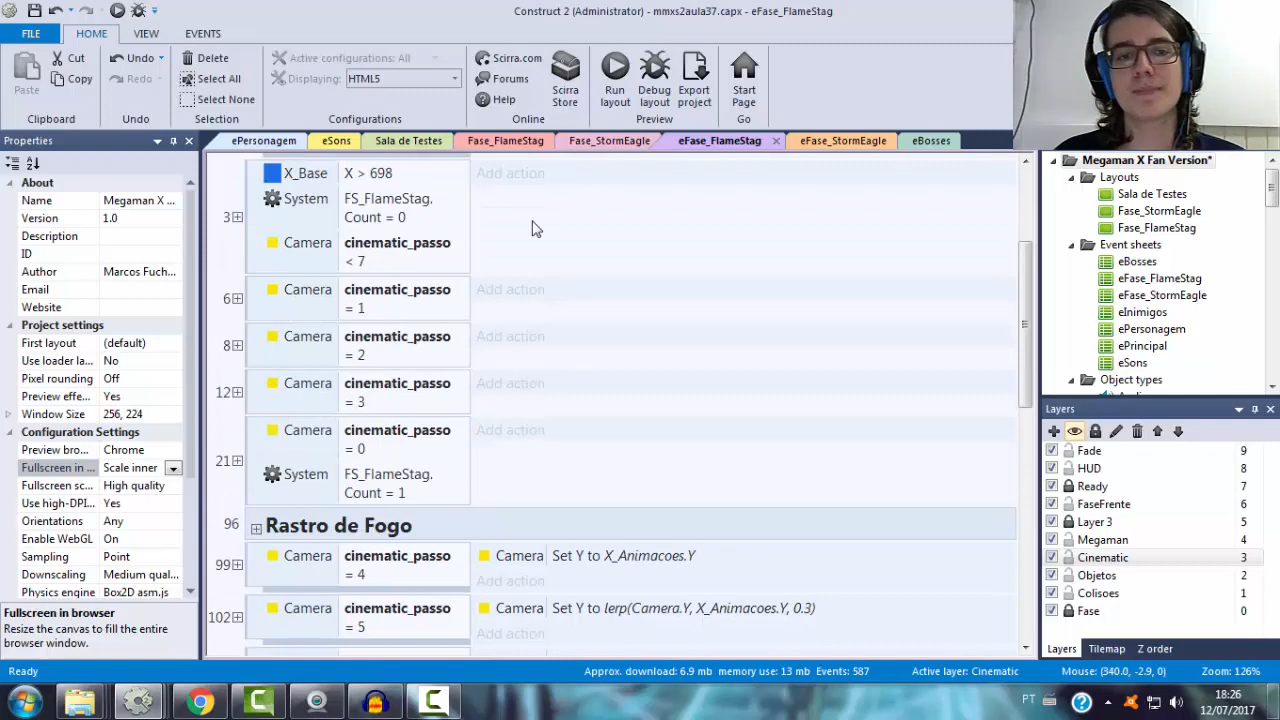 Construct 2 (Administrator) - mmxs2aula37.capx - eFase_FlameStag
FILE
HOME
VIEW
EVENTS
Paste
Cut
Copy
Clipboard
Undo
Redo
Undo
Delete
Select All
Select None
Selection
Active configurations: All
Displaying: HTML5
Configurations
Scirra.com
Forums
Help
Scirra Store
Online
Run layout
Debug layout
Export project
Preview
Start Page
Go
Properties
ePersonagem
eSons
Sala de Testes
Fase_FlameStag
Fase_StormEagle
eFase_FlameStag
eFase_StormEagle
eBosses
About
Name Megaman X ...
Version 1.0
Description
ID
Author Marcos Fuch...
Email
Website
Project settings
First layout (default)
Use loader la... No
Pixel rounding Off
Preview effe... Yes
Window Size 256, 224
Configuration Settings
Preview bro... Chrome
Fullscreen in ... Scale inner
Fullscreen sc... High quality
Use high-DPI... Yes
Orientations Any
Enable WebGL On
Sampling Point
Downscaling Medium qual...
Physics engine Box2D asm.js
Fullscreen in browser
Resize the canvas to fill the entire
browser window.
X_Base X > 698 Add action
3 System FS_FlameStag.
Count = 0
Camera cinematic_passo
< 7
6 Camera cinematic_passo Add action
= 1
8 Camera cinematic_passo Add action
= 2
12 Camera cinematic_passo Add action
= 3
21 Camera cinematic_passo Add action
= 0
System FS_FlameStag.
Count = 1
96 Rastro de Fogo
99 Camera cinematic_passo Camera Set Y to X_Animacoes.Y
= 4 Add action
102 Camera cinematic_passo Camera Set Y to lerp(Camera.Y, X_Animacoes.Y, 0.3)
= 5 Add action
Megaman X Fan Version*
Layouts
Sala de Testes
Fase_StormEagle
Fase_FlameStag
Event sheets
eBosses
eFase_FlameStag
eFase_StormEagle
eInimigos
ePersonagem
ePrincipal
eSons
Object types
Layers
Fade 9
HUD 8
Ready 7
FaseFrente 6
Layer 3 5
Megaman 4
Cinematic 3
Objetos 2
Colisoes 1
Fase 0
Layers Tilemap Z order
Ready
Approx. download: 6.9 mb memory use: 13 mb Events: 587
Active layer: Cinematic
Mouse: (340.0, -2.9, 0)
Zoom: 126%
PT
18:26
12/07/2017